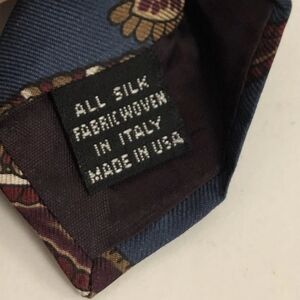 ALL SILK
FABRIC WOVEN
IN ITALY
MADE IN USA